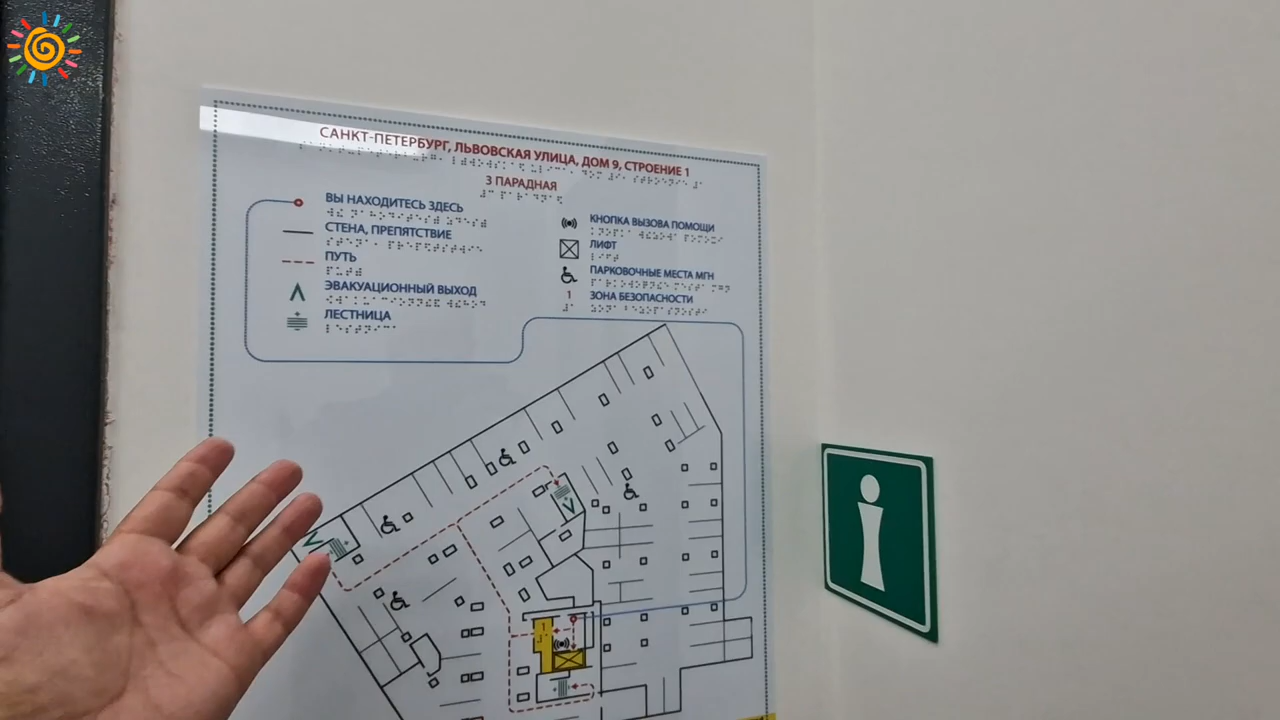 САНКТ-ПЕТЕРБУРГ, ЛЬВОВСКАЯ УЛИЦА, ДОМ 9, СТРОЕНИЕ 1
3 ПАРАДНАЯ
ВЫ НАХОДИТЕСЬ ЗДЕСЬ
СТЕНА, ПРЕПЯТСТВИЕ
ПУТЬ
ЭВАКУАЦИОННЫЙ ВЫХОД
ЛЕСТНИЦА
КНОПКА ВЫЗОВА ПОМОЩИ
ЛИФТ
ПАРКОВОЧНЫЕ МЕСТА МГН
1 ЗОНА БЕЗОПАСНОСТИ
1